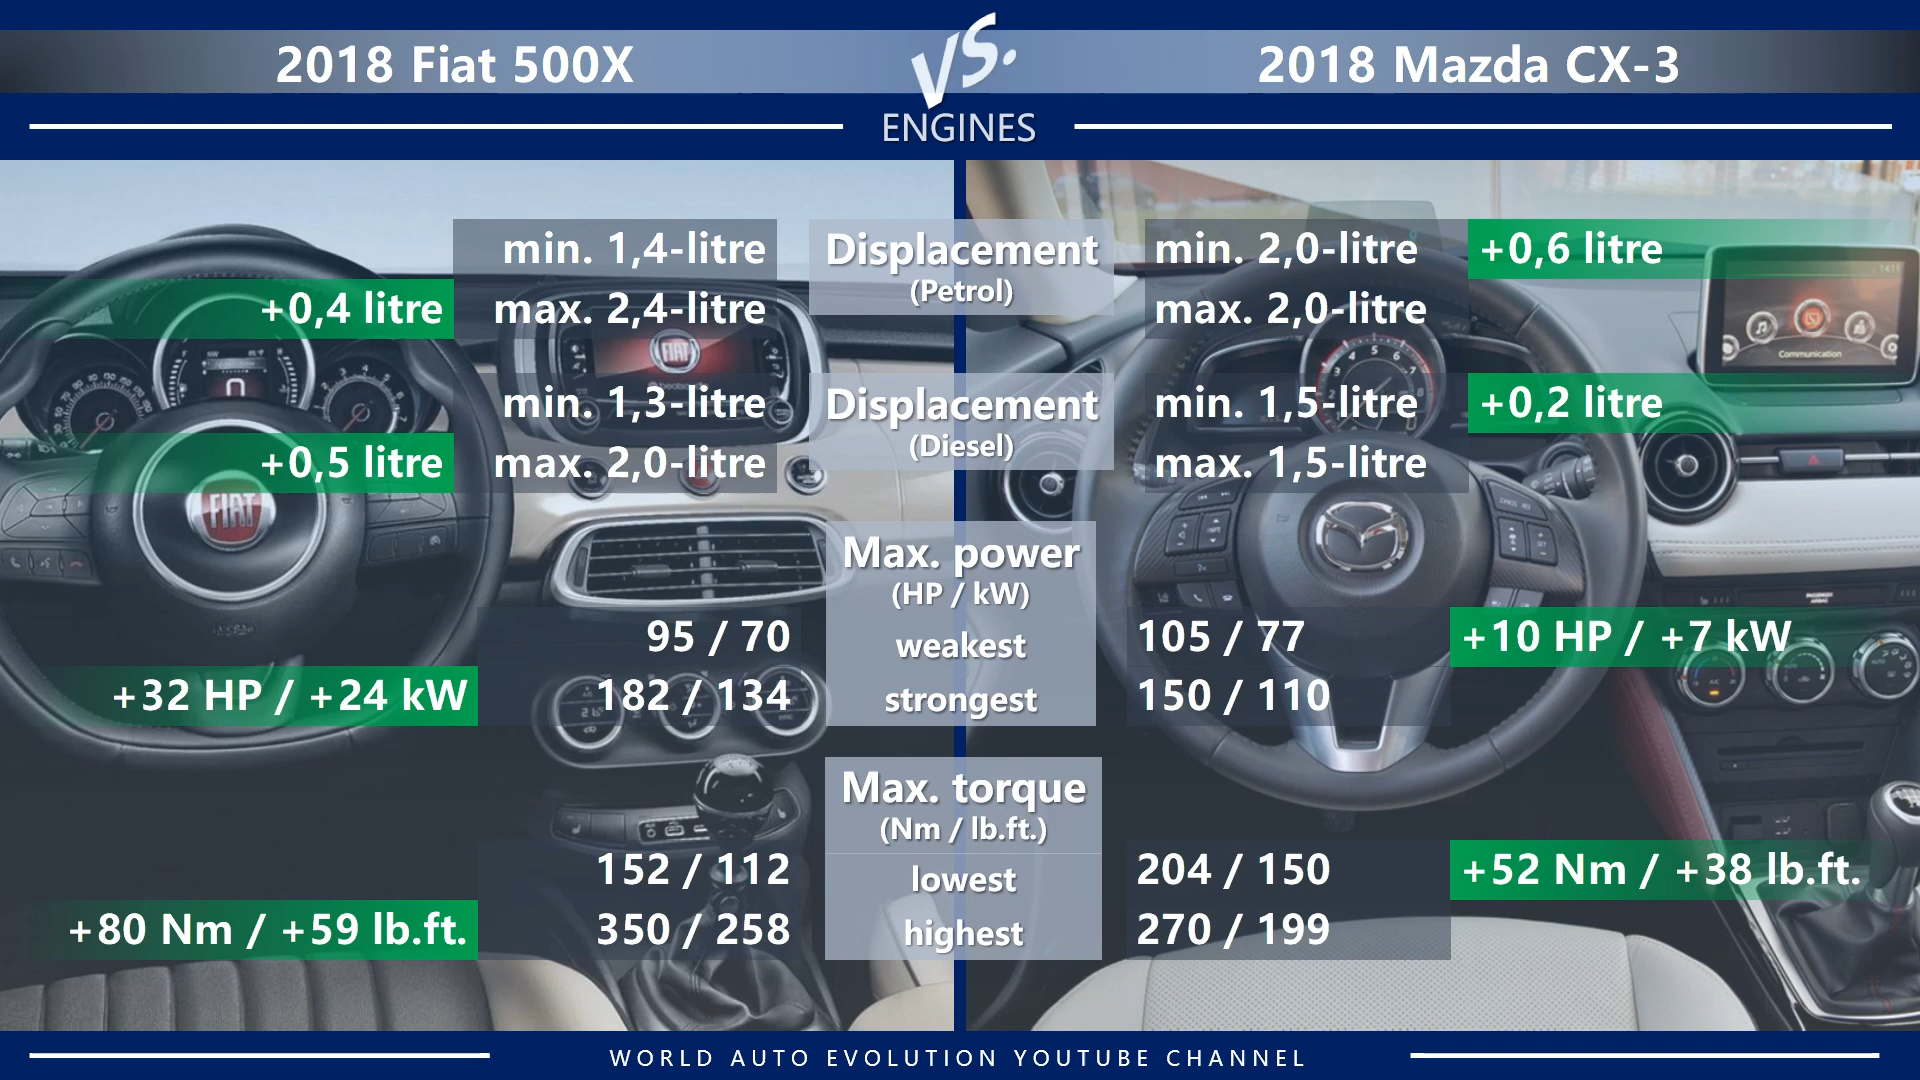 2018 Fiat 500X
VS.
2018 Mazda CX-3
ENGINES
min. 1,4-litre
Displacement
(Petrol)
min. 2,0-litre
+0,6 litre
+0,4 litre
max. 2,4-litre
max. 2,0-litre
min. 1,3-litre
Displacement
(Diesel)
min. 1,5-litre
+0,2 litre
+0,5 litre
max. 2,0-litre
max. 1,5-litre
Max. power
(HP / kW)
95 / 70
weakest
105 / 77
+10 HP / +7 kW
+32 HP / +24 kW
182 / 134
strongest
150 / 110
Max. torque
(Nm / lb.ft.)
152 / 112
lowest
204 / 150
+52 Nm / +38 lb.ft.
+80 Nm / +59 lb.ft.
350 / 258
highest
270 / 199
FIAT
FIAT
Communication
WORLD AUTO EVOLUTION YOUTUBE CHANNEL